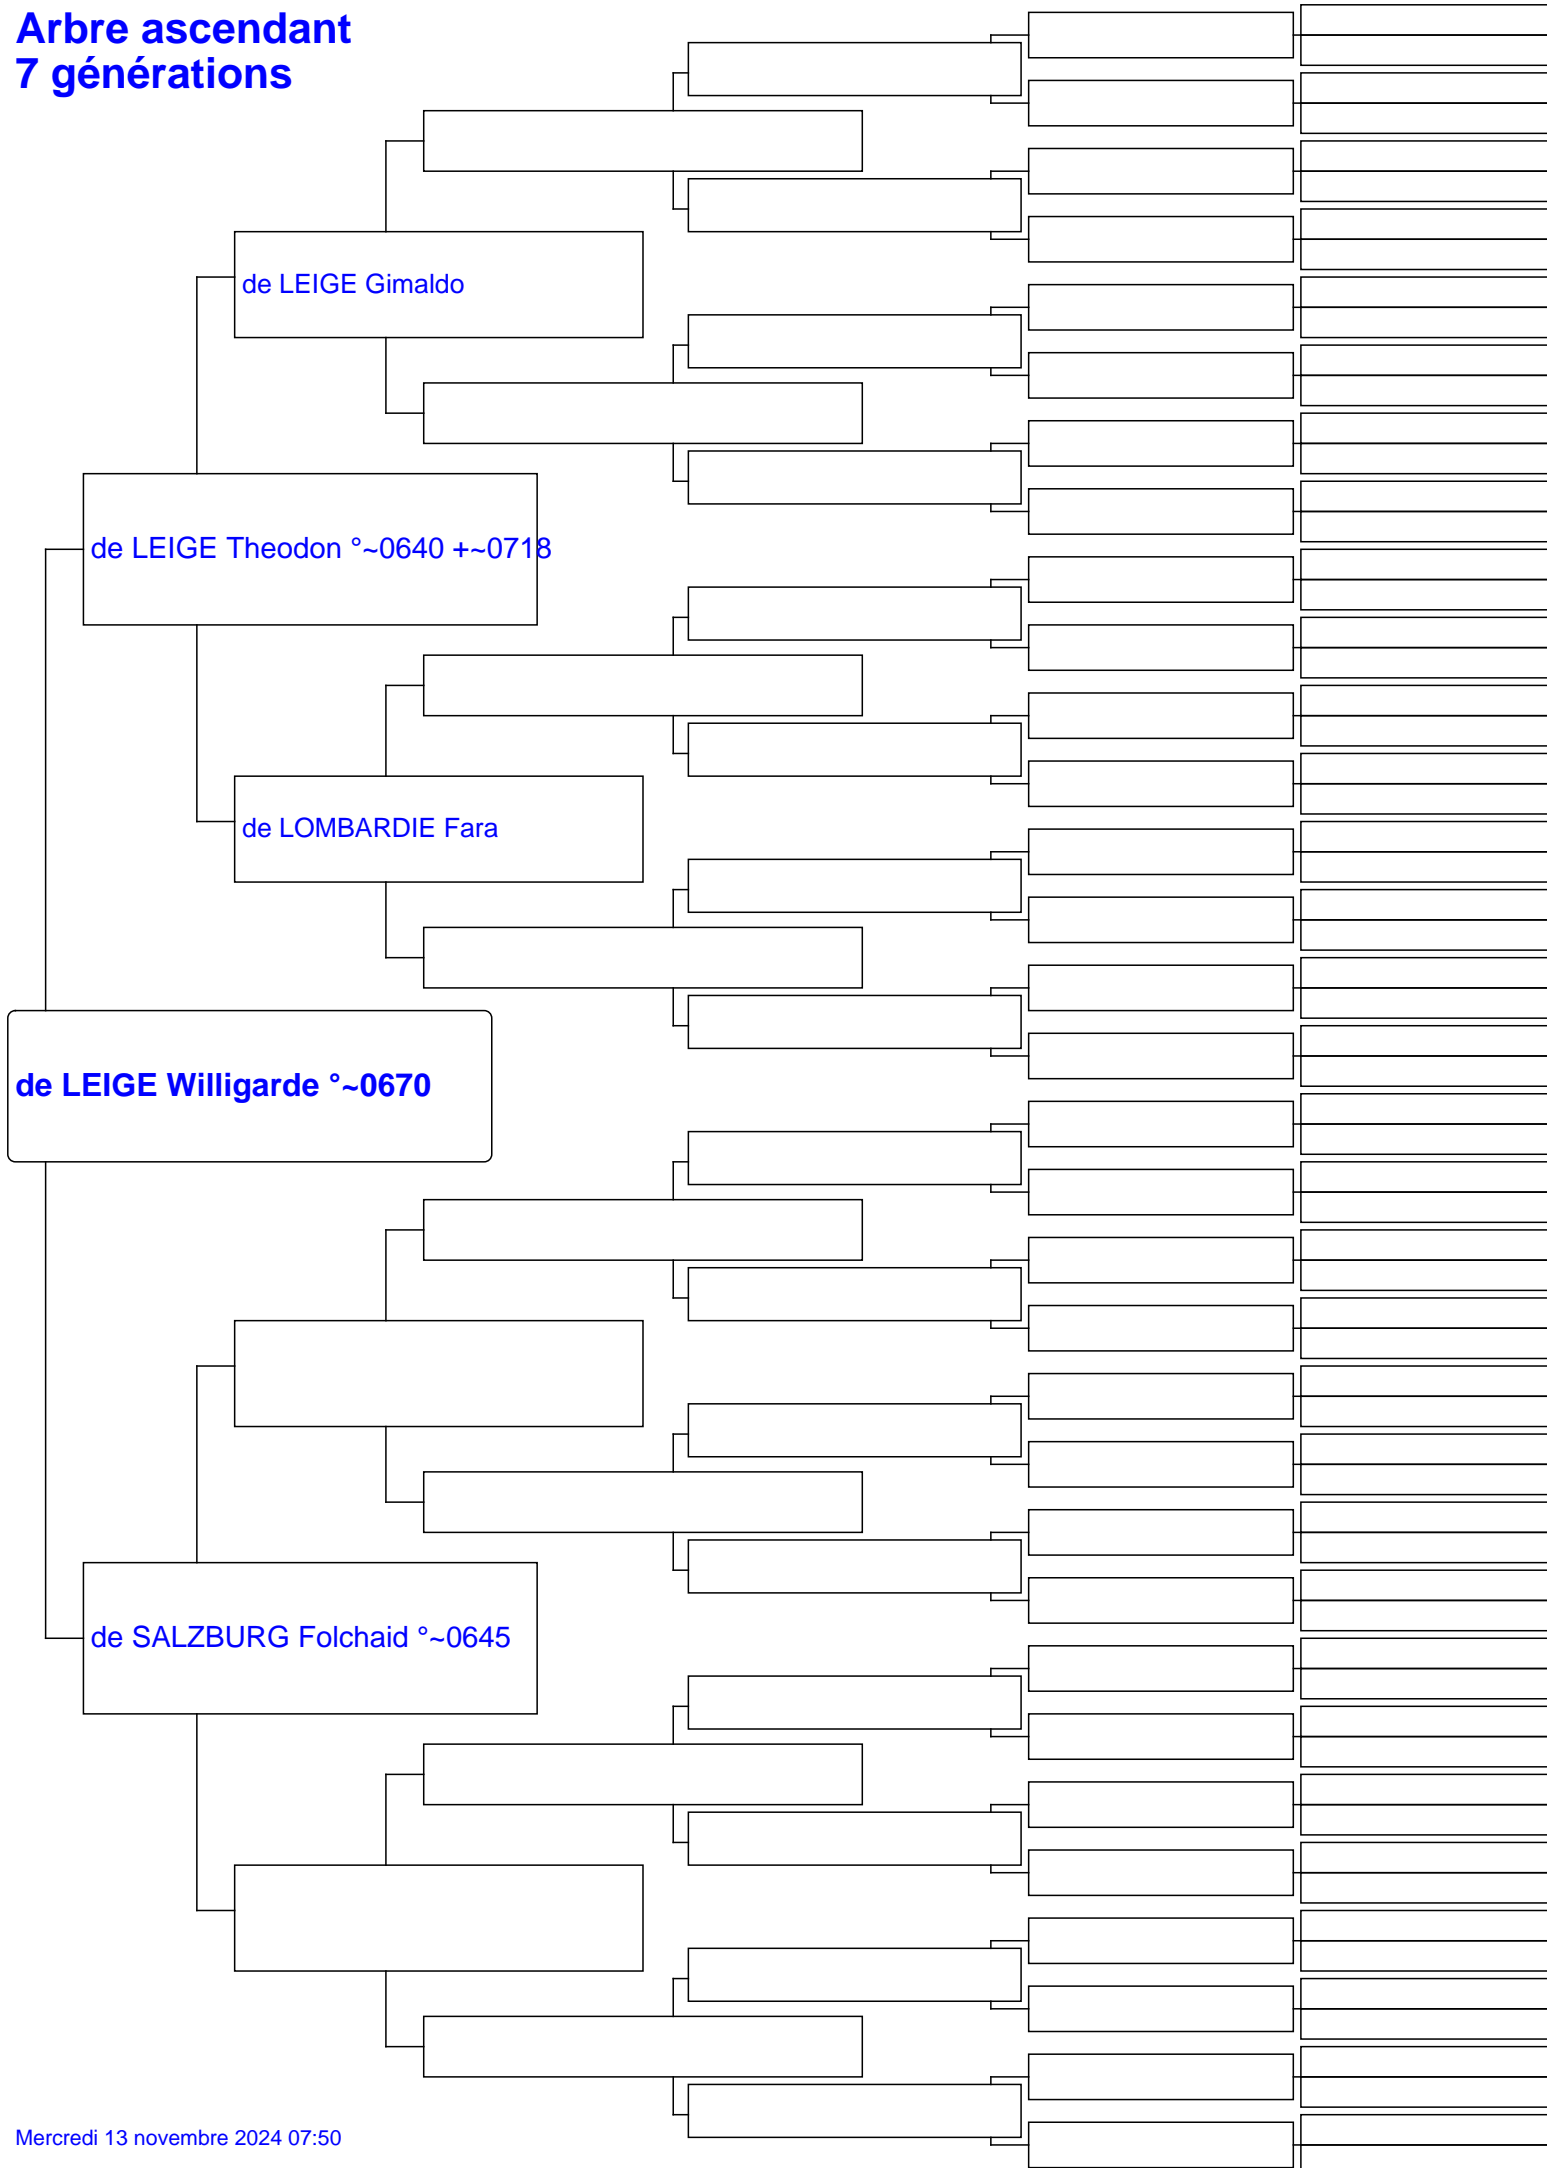 Arbre ascendant
7 générations
de LEIGE Gimaldo
de LEIGE Theodon °~0640 +~0718
de LOMBARDIE Fara
de LEIGE Willigarde °~0670
de SALZBURG Folchaid °~0645
Mercredi 13 novembre 2024 07:50